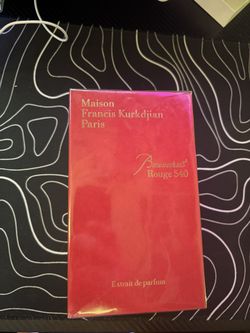 Maison
Francis Kurkdjian
Paris
Baccarat
Rouge 540
Extrait de parfum